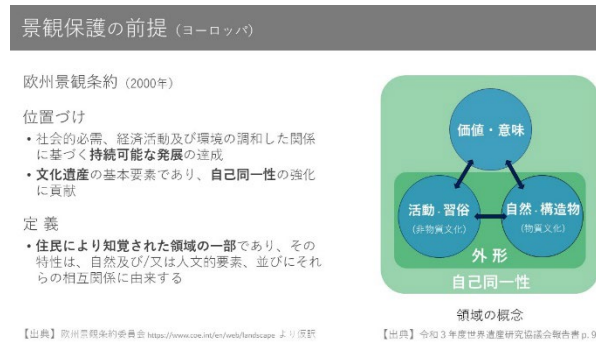 景観保護の前提（ヨーロッパ）
欧州景観条約（2000年）
位置づけ
• 社会的必需、経済活動及び環境の調和した関係
に基づく持続可能な発展の達成
• 文化遺産の基本要素であり、自己同一性の強化
に貢献
定 義
• 住民により知覚された領域の一部であり、その
特性は、自然及び/又は人文的要素、並びにそれ
らの相互関係に由来する
【出典】欧州景観条約委員会 https://www.coe.int/en/web/landscape より仮訳
価値・意味
活動・習俗
（非物質文化）
自然・構造物
（物質文化）
外 形
自己同一性
領域の概念
【出典】令和3年度世界遺産研究協議会報告書 p. 9